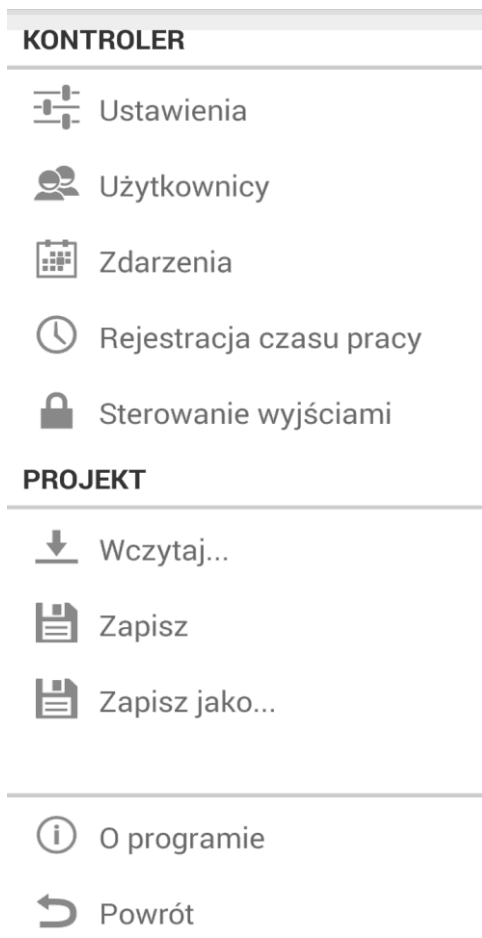 KONTROLER
Ustawienia
Użytkownicy
Zdarzenia
Rejestracja czasu pracy
Sterowanie wyjściami
PROJEKT
Wczytaj...
Zapisz
Zapisz jako...
O programie
Powrót